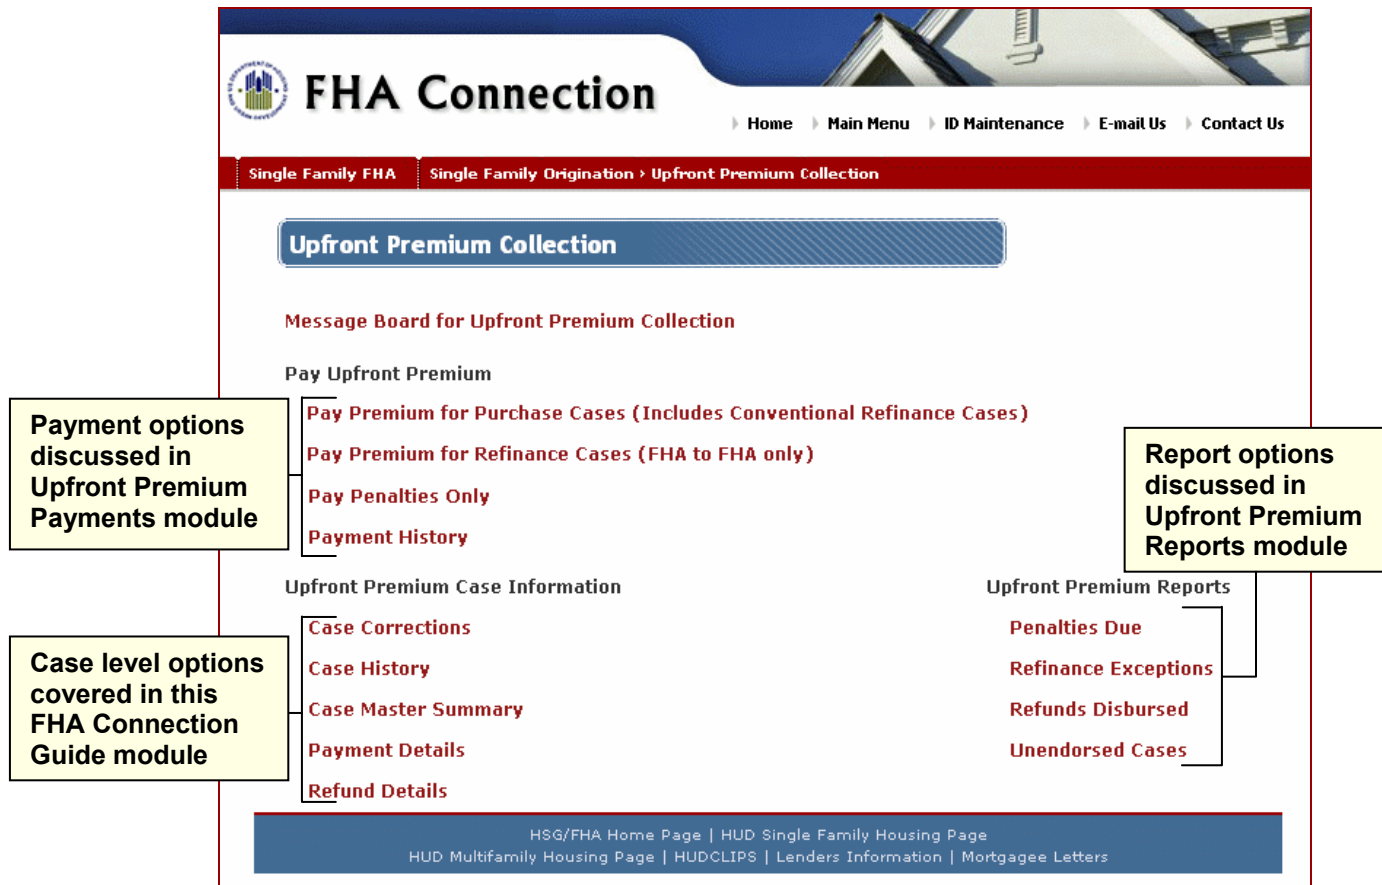 FHA Connection
Home Main Menu ID Maintenance E-mail Us Contact Us
Single Family FHA Single Family Origination › Upfront Premium Collection
Upfront Premium Collection
Message Board for Upfront Premium Collection
Pay Upfront Premium
Pay Premium for Purchase Cases (Includes Conventional Refinance Cases)
Pay Premium for Refinance Cases (FHA to FHA only)
Pay Penalties Only
Payment History
Payment options
discussed in
Upfront Premium
Payments module
Report options
discussed in
Upfront Premium
Reports module
Upfront Premium Case Information
Case Corrections
Case History
Case Master Summary
Payment Details
Refund Details
Case level options
covered in this
FHA Connection
Guide module
Upfront Premium Reports
Penalties Due
Refinance Exceptions
Refunds Disbursed
Unendorsed Cases
HSG/FHA Home Page | HUD Single Family Housing Page
HUD Multifamily Housing Page | HUDCLIPS | Lenders Information | Mortgagee Letters